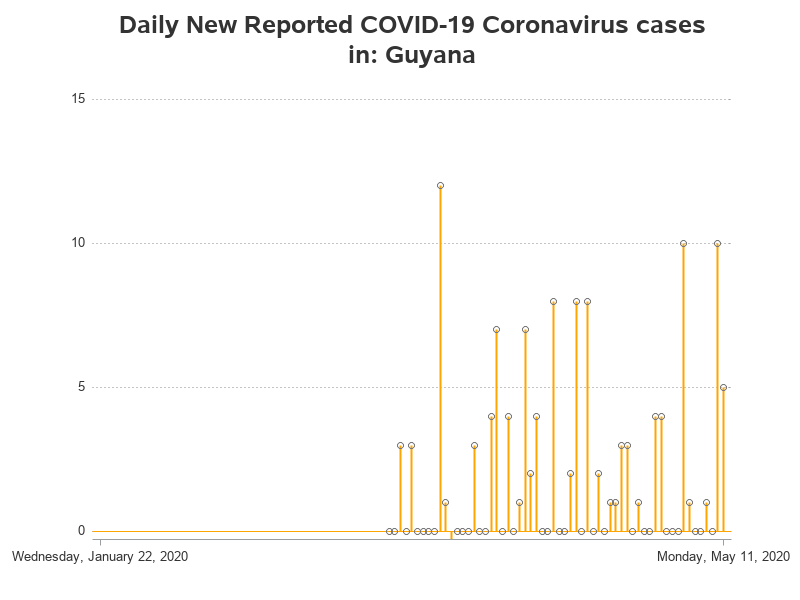 Daily New Reported COVID-19 Coronavirus cases
in: Guyana
15
10
5
0
Wednesday, January 22, 2020
Monday, May 11, 2020